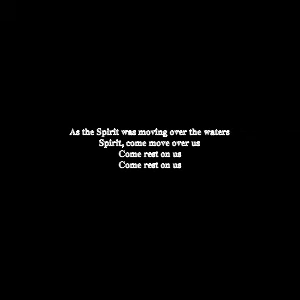 As the Spirit was moving over the waters
Spirit, come move over us
Come rest on us
Come rest on us